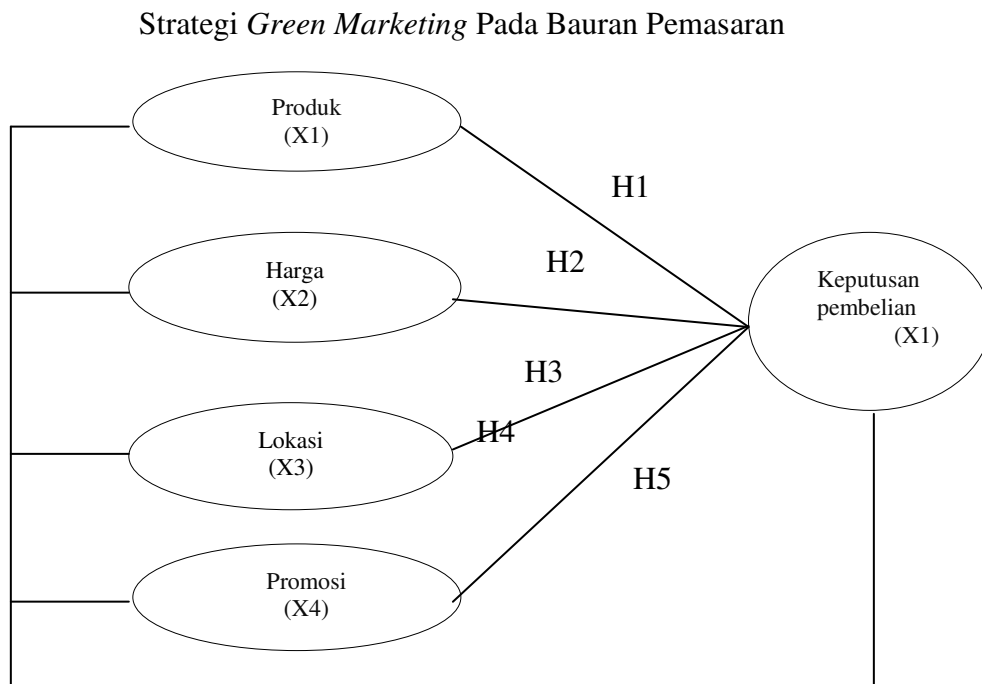 Strategi Green Marketing Pada Bauran Pemasaran
Produk
(X1)
H1
H2
Harga
(X2)
Keputusan
pembelian
(X1)
H3
H4
Lokasi
(X3)
H5
Promosi
(X4)